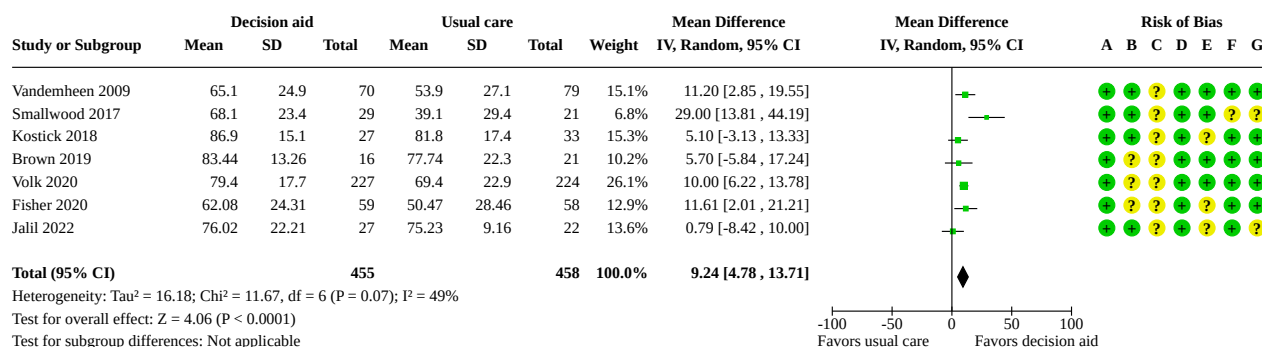 Decision aid Usual care Mean Difference Mean Difference Risk of Bias
Study or Subgroup Mean SD Total Mean SD Total Weight IV, Random, 95% CI IV, Random, 95% CI A B C D E F G
Vandemheen 2009 65.1 24.9 70 53.9 27.1 79 15.1% 11.20 [2.85 , 19.55] + + ? + + + +
Smallwood 2017 68.1 23.4 29 39.1 29.4 21 6.8% 29.00 [13.81 , 44.19] + + ? + + ? ?
Kostick 2018 86.9 15.1 27 81.8 17.4 33 15.3% 5.10 [-3.13 , 13.33] + + ? + ? + +
Brown 2019 83.44 13.26 16 77.74 22.3 21 10.2% 5.70 [-5.84 , 17.24] + ? ? + + + +
Volk 2020 79.4 17.7 227 69.4 22.9 224 26.1% 10.00 [6.22 , 13.78] + ? ? + + + +
Fisher 2020 62.08 24.31 59 50.47 28.46 58 12.9% 11.61 [2.01 , 21.21] + ? ? + ? + +
Jalil 2022 76.02 22.21 27 75.23 9.16 22 13.6% 0.79 [-8.42 , 10.00] + + ? + ? + ?
Total (95% CI) 455 458 100.0% 9.24 [4.78 , 13.71]
Heterogeneity: Tau² = 16.18; Chi² = 11.67, df = 6 (P = 0.07); I² = 49%
Test for overall effect: Z = 4.06 (P < 0.0001)
-100 -50 0 50 100
Test for subgroup differences: Not applicable Favors usual care Favors decision aid